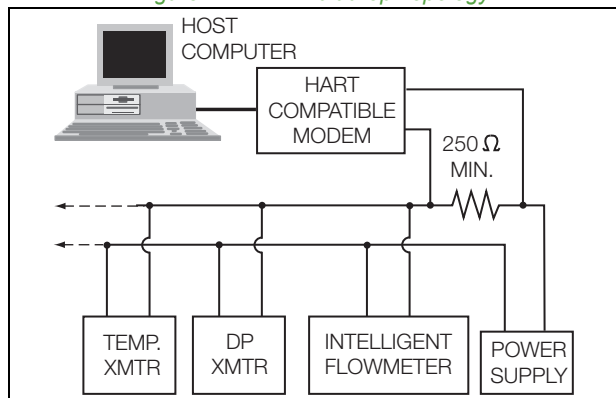 HOST
COMPUTER
HART
COMPATIBLE
MODEM
250 Ω
MIN.
TEMP.
XMTR
DP
XMTR
INTELLIGENT
FLOWMETER
POWER
SUPPLY